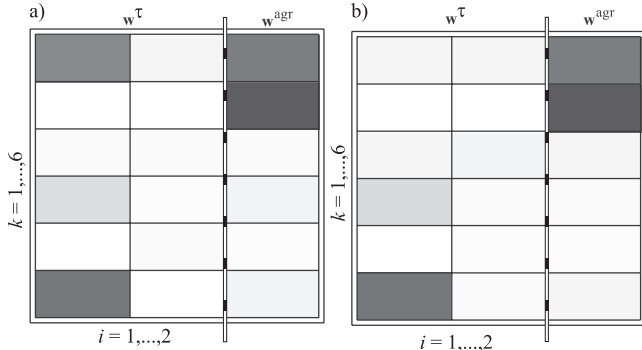 a)
w^τ
w^agr
k = 1,...,6
i = 1,...,2
b)
w^τ
w^agr
k = 1,...,6
i = 1,...,2